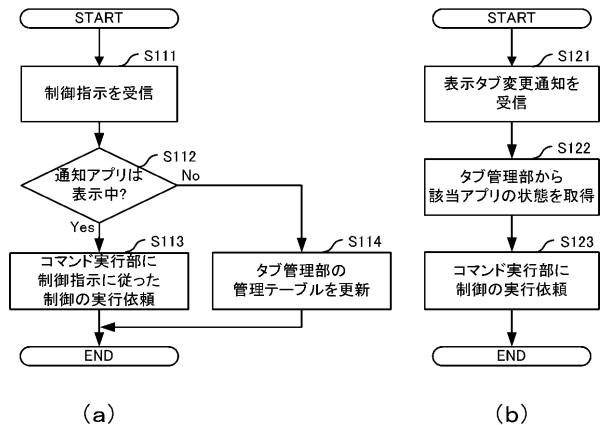 START
S111
制御指示を受信
S112
通知アプリは
表示中?
No
Yes
S113
コマンド実行部に
制御指示に従った
制御の実行依頼
S114
タブ管理部の
管理テーブルを更新
END
(a)
START
S121
表示タブ変更通知を
受信
S122
タブ管理部から
該当アプリの状態を取得
S123
コマンド実行部に
制御の実行依頼
END
(b)